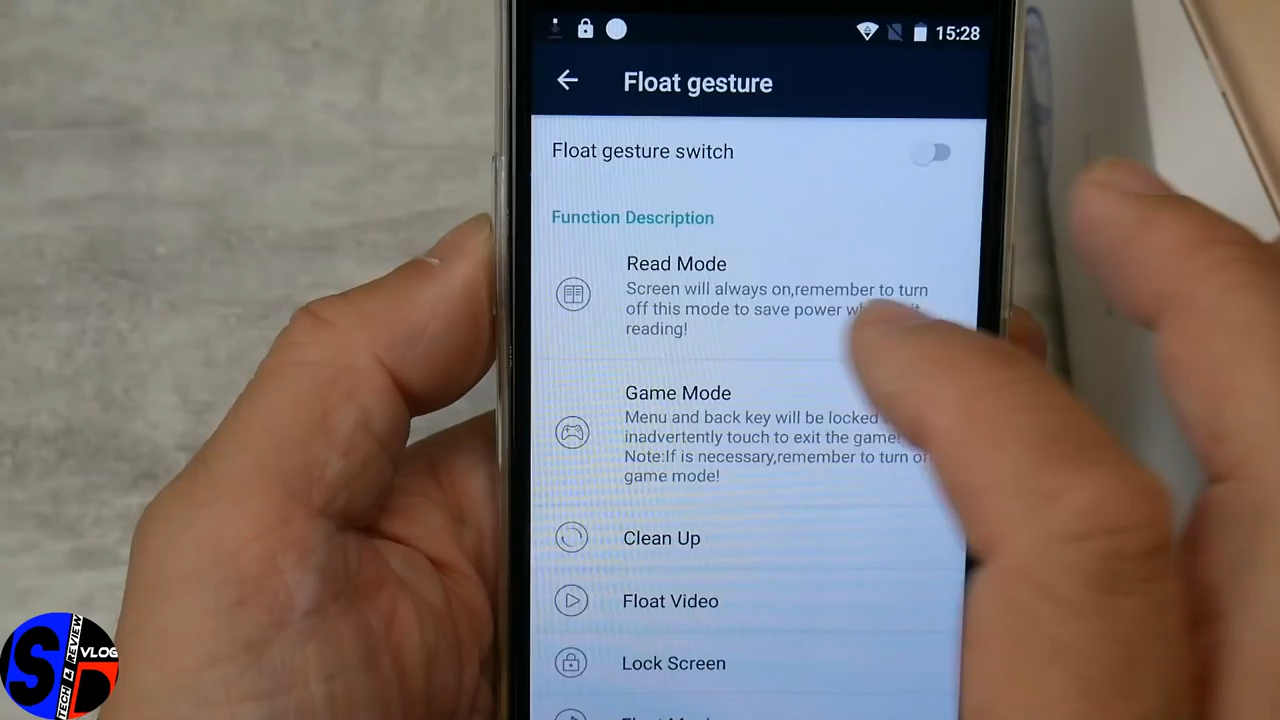 15:28
Float gesture
Float gesture switch
Function Description
Read Mode
Screen will always on,remember to turn
off this mode to save power
reading!
Game Mode
Menu and back key will be locked
inadvertently touch to exit the game!
Note:If is necessary,remember to turn
game mode!
Clean Up
Float Video
Lock Screen
Float
SD
TECH & REVIEW
VLOG